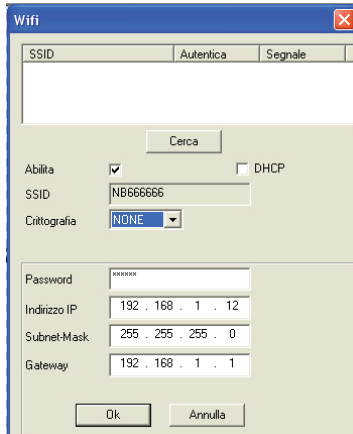 Wifi
SSID Autentica Segnale
Cerca
Abilita DHCP
SSID NB666666
Crittografia NONE
Password ******
Indirizzo IP 192 . 168 . 1 . 12
Subnet-Mask 255 . 255 . 255 . 0
Gateway 192 . 168 . 1 . 1
Ok Annulla